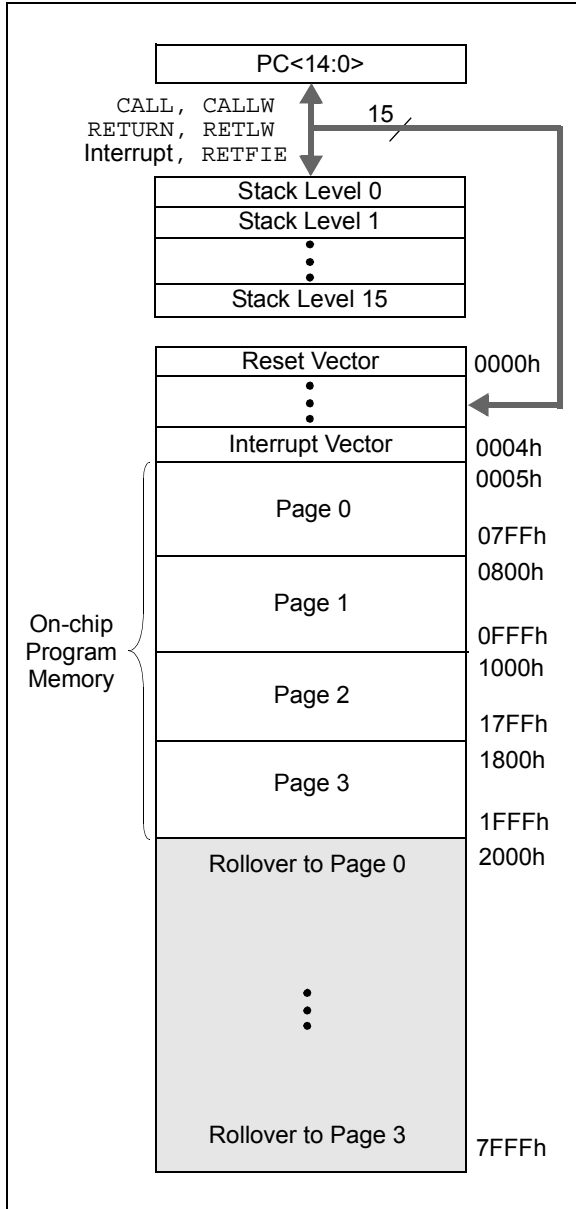 PC<14:0>
CALL, CALLW
RETURN, RETLW
Interrupt, RETFIE
15
Stack Level 0
Stack Level 1
Stack Level 15
Reset Vector
0000h
Interrupt Vector
0004h
0005h
Page 0
07FFh
0800h
Page 1
0FFFh
On-chip
Program
Memory
1000h
Page 2
17FFh
1800h
Page 3
1FFFh
Rollover to Page 0
2000h
Rollover to Page 3
7FFFh